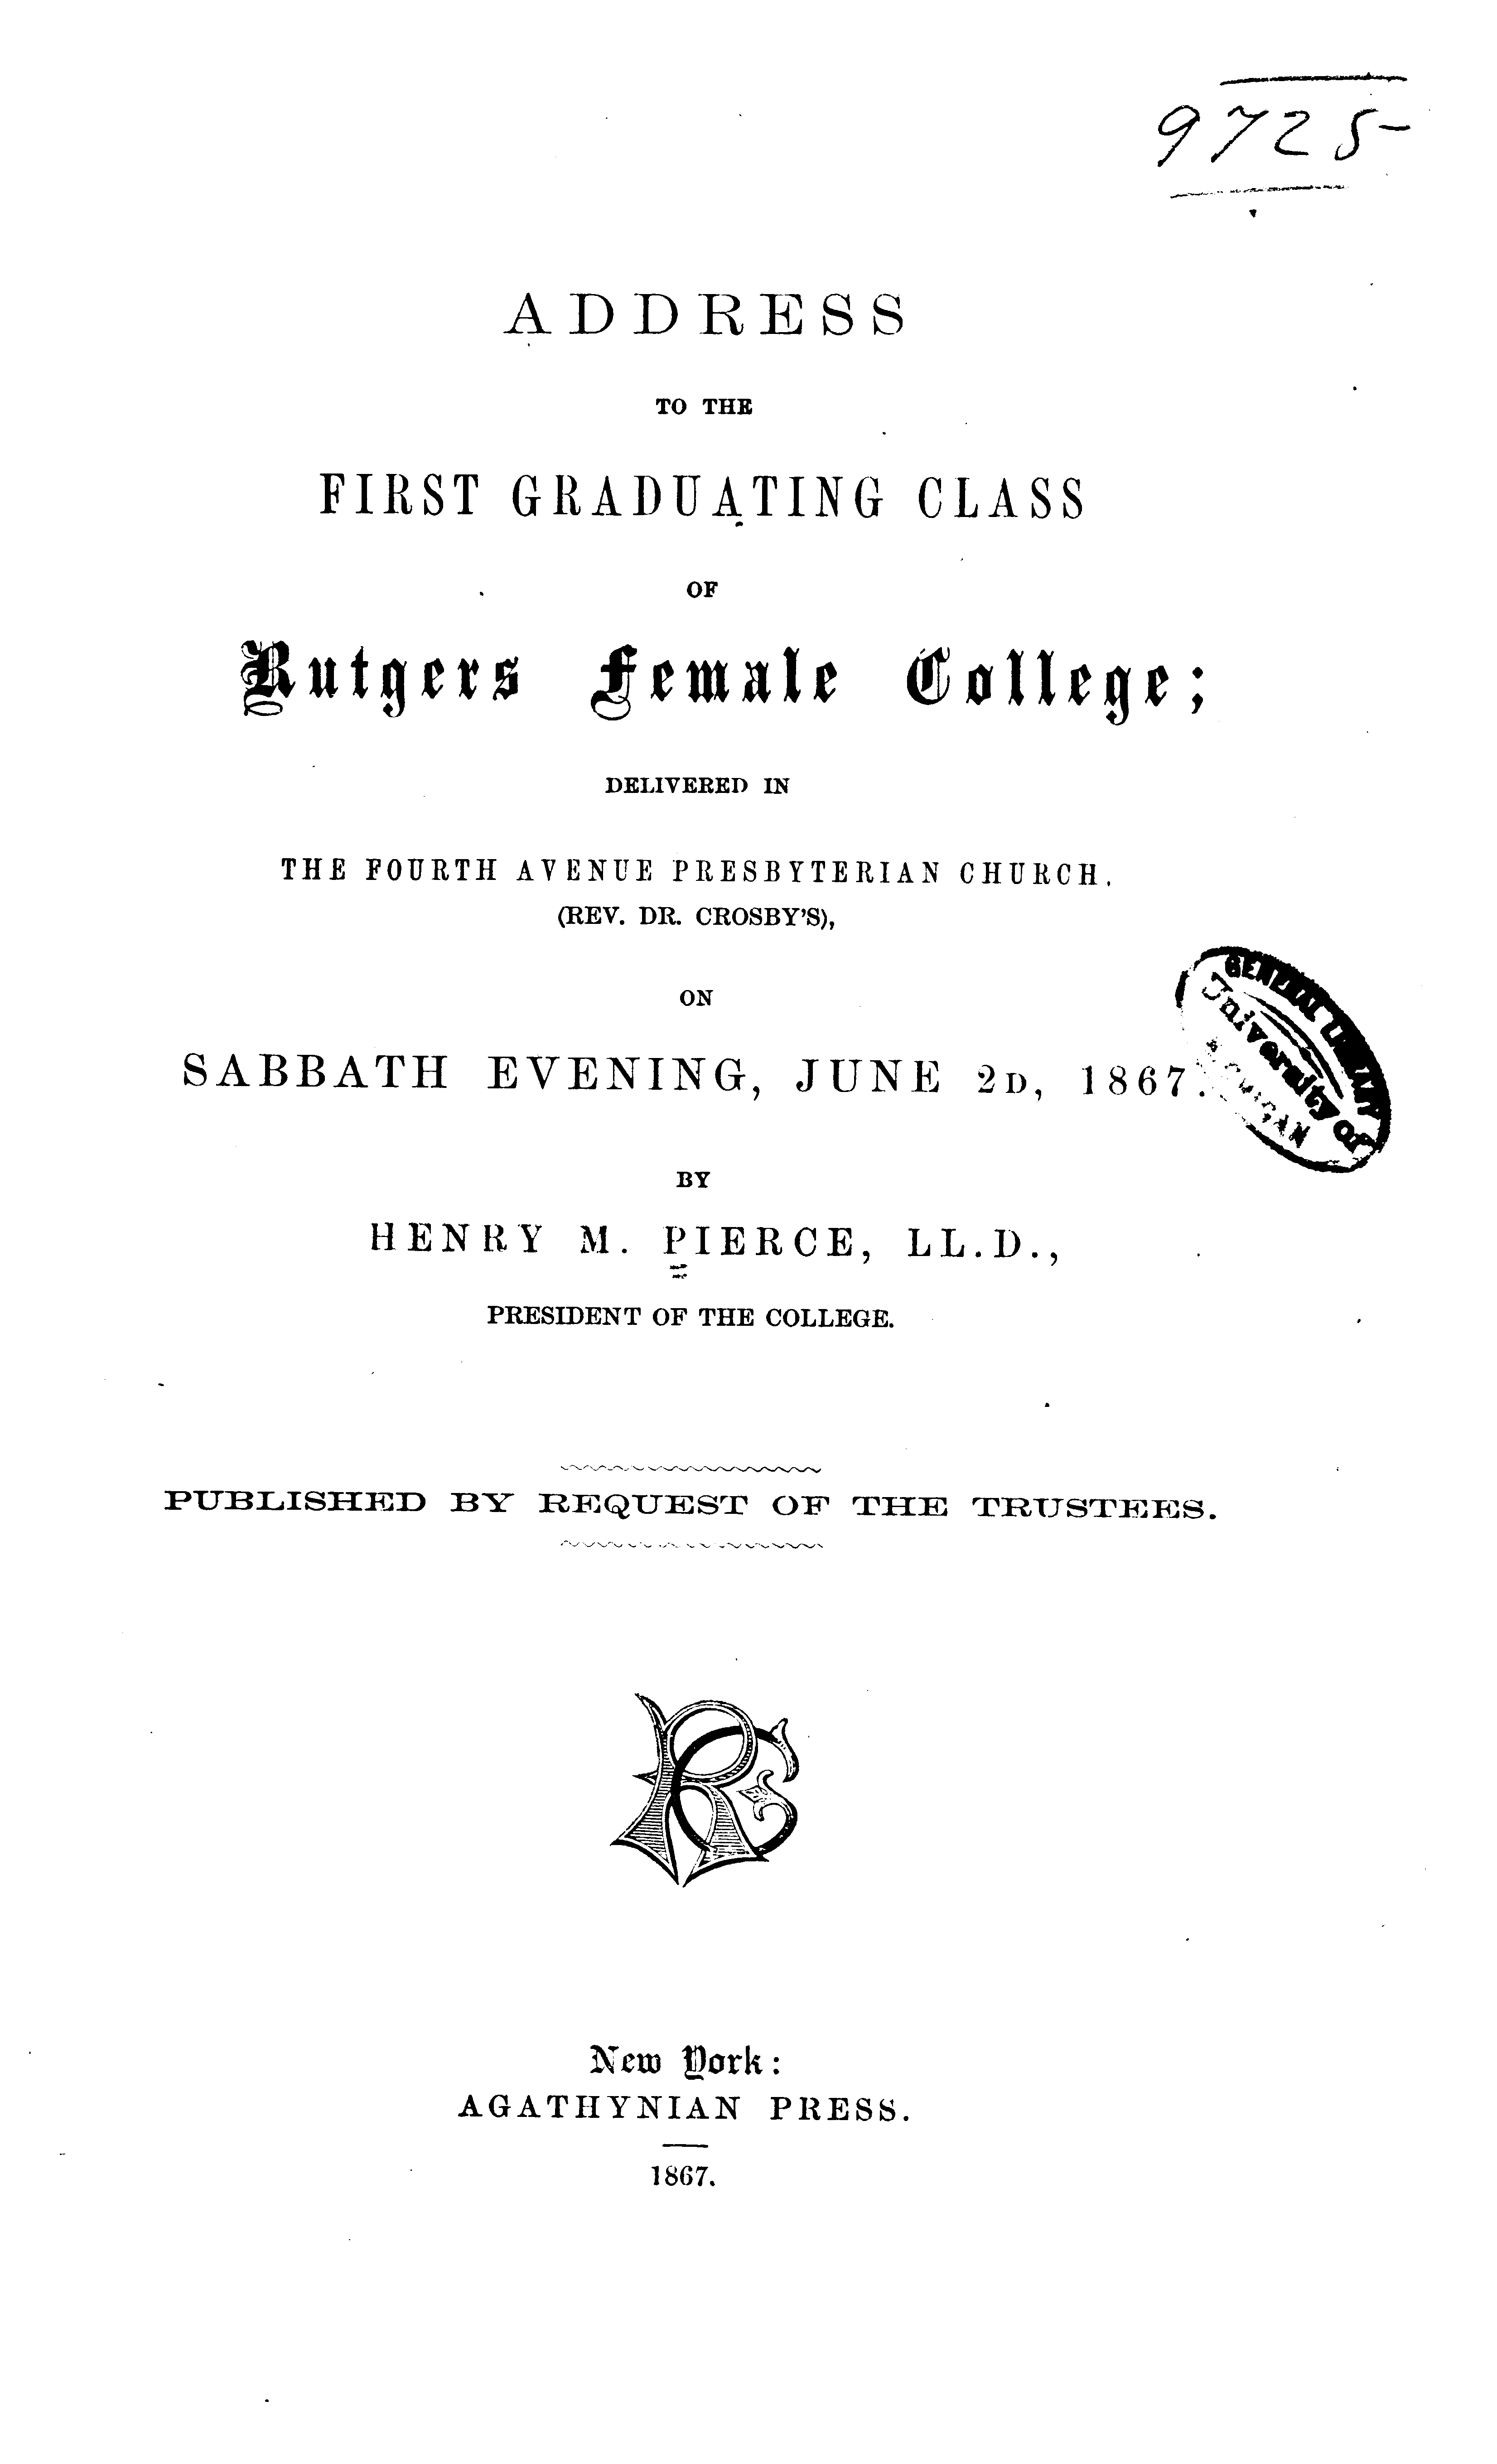 9725
ADDRESS
TO THE
FIRST GRADUATING CLASS
OF
Rutgers Female College;
DELIVERED IN
THE FOURTH AVENUE PRESBYTERIAN CHURCH,
(REV. DR. CROSBY'S),
ON
SABBATH EVENING, JUNE 2D, 1867.
GENERAL LIBRARY
University of
MICHIGAN
BY
HENRY M. PIERCE, LL.D.,
PRESIDENT OF THE COLLEGE.
PUBLISHED BY REQUEST OF THE TRUSTEES.
RC
New York:
AGATHYNIAN PRESS.
1867.